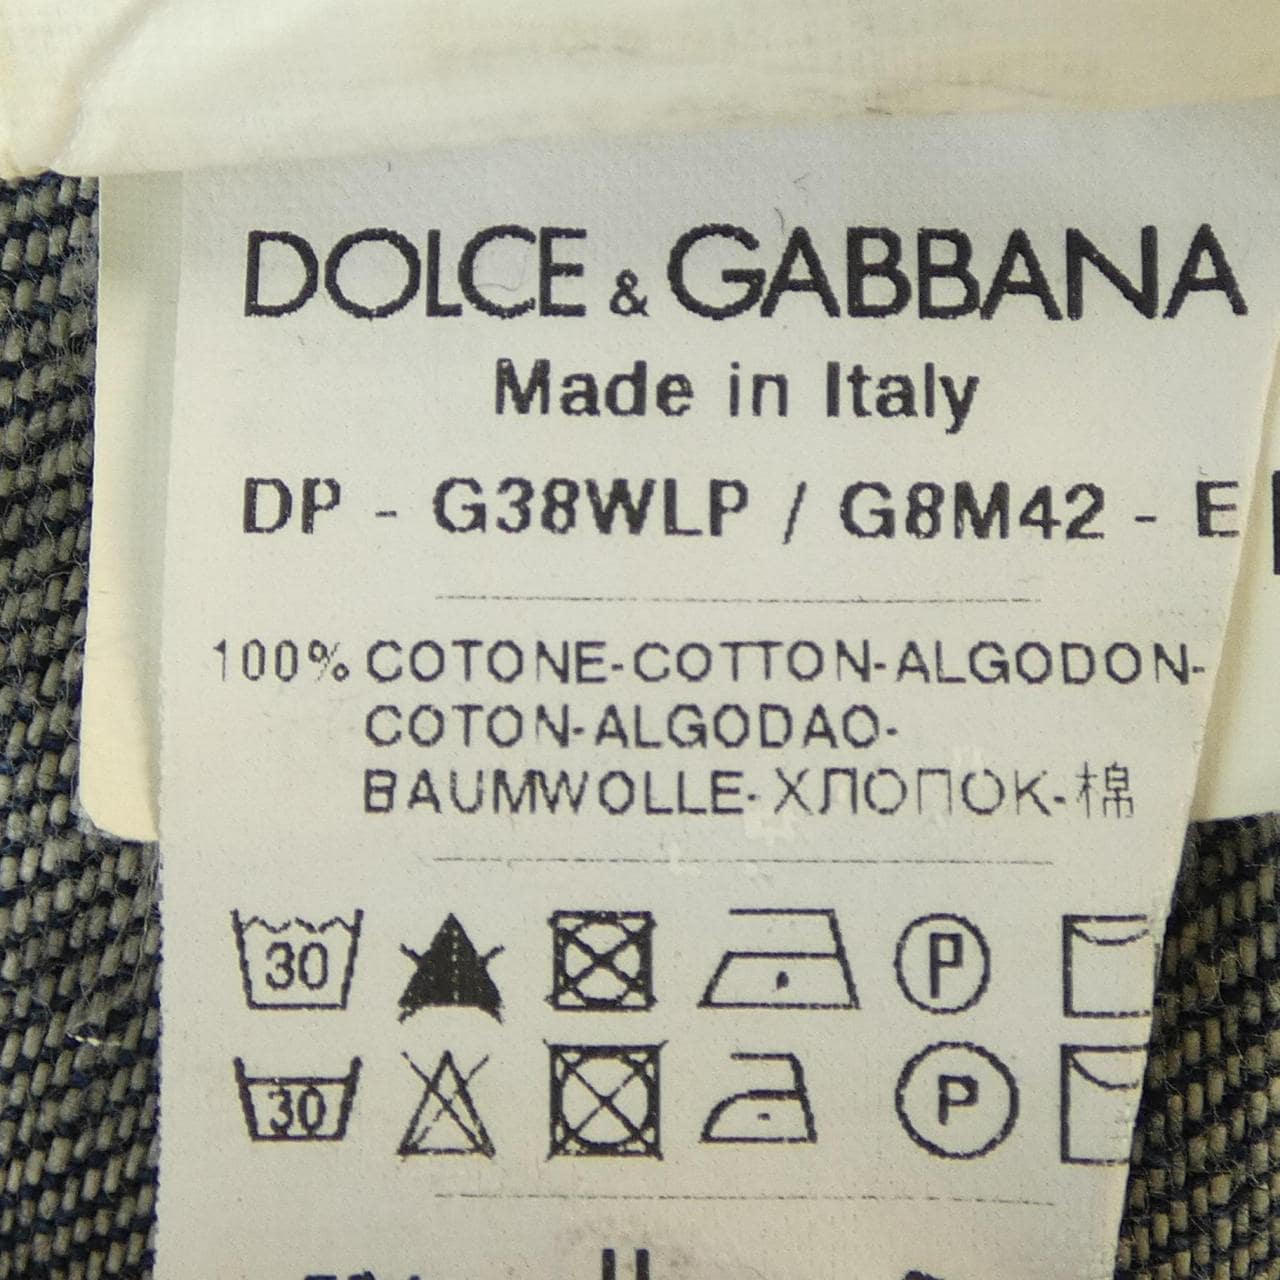 DOLCE & GABBANA
Made in Italy
DP - G38WLP / G8M42 - E
100% COTONE-COTTON-ALGODON-
COTON-ALGODAO-
BAUMWOLLE-ХЛОПОК-棉
30 P
30 P